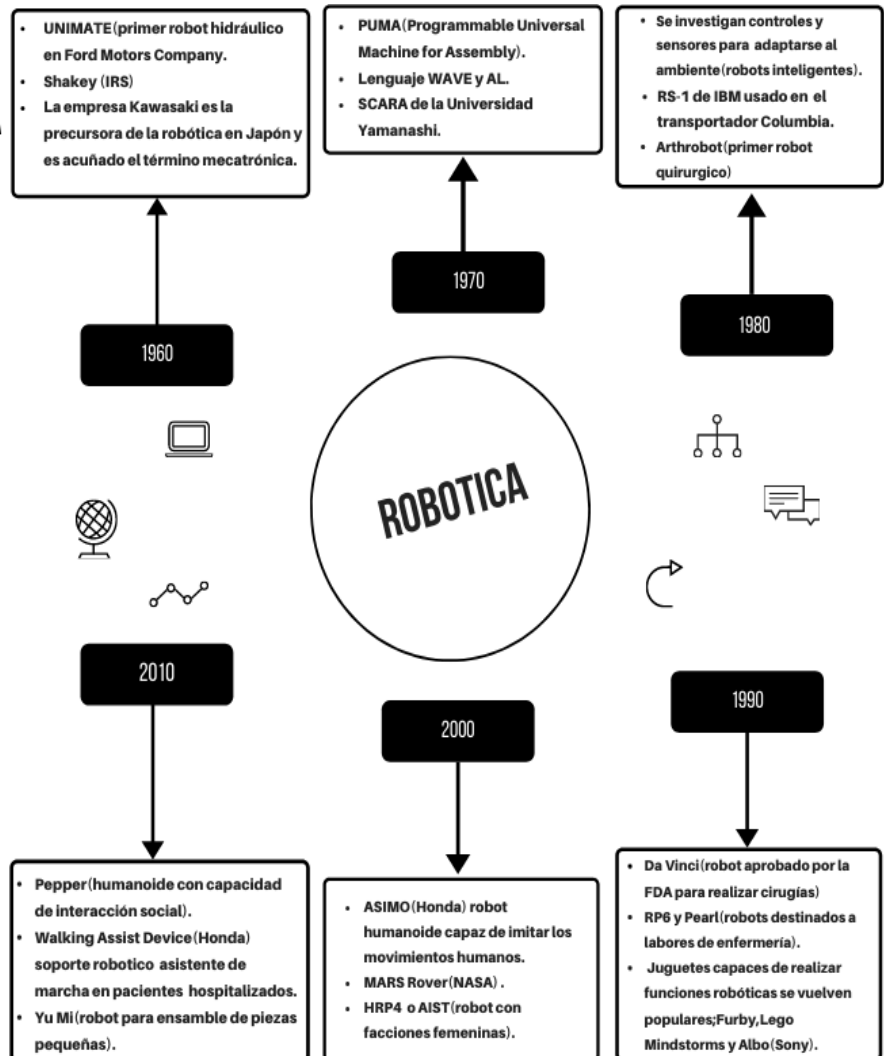 • UNIMATE(primer robot hidráulico
en Ford Motors Company.
• Shakey (IRS)
• La empresa Kawasaki es la
precursora de la robótica en Japón y
es acuñado el término mecatrónica.
• PUMA(Programmable Universal
Machine for Assembly).
• Lenguaje WAVE y AL.
• SCARA de la Universidad
Yamanashi.
• Se investigan controles y
sensores para adaptarse al
ambiente(robots inteligentes).
• RS-1 de IBM usado en el
transportador Columbia.
• Arthrobot(primer robot
quirurgico)
1960
1970
1980
ROBOTICA
2010
2000
1990
• Pepper(humanoide con capacidad
de interacción social).
• Walking Assist Device(Honda)
soporte robotico asistente de
marcha en pacientes hospitalizados.
• Yu Mi(robot para ensamble de piezas
pequeñas).
• ASIMO(Honda) robot
humanoide capaz de imitar los
movimientos humanos.
• MARS Rover(NASA) .
• HRP4 o AIST(robot con
facciones femeninas).
• Da Vinci(robot aprobado por la
FDA para realizar cirugías)
• RP6 y Pearl(robots destinados a
labores de enfermería).
• Juguetes capaces de realizar
funciones robóticas se vuelven
populares;Furby,Lego
Mindstorms y Albo(Sony).